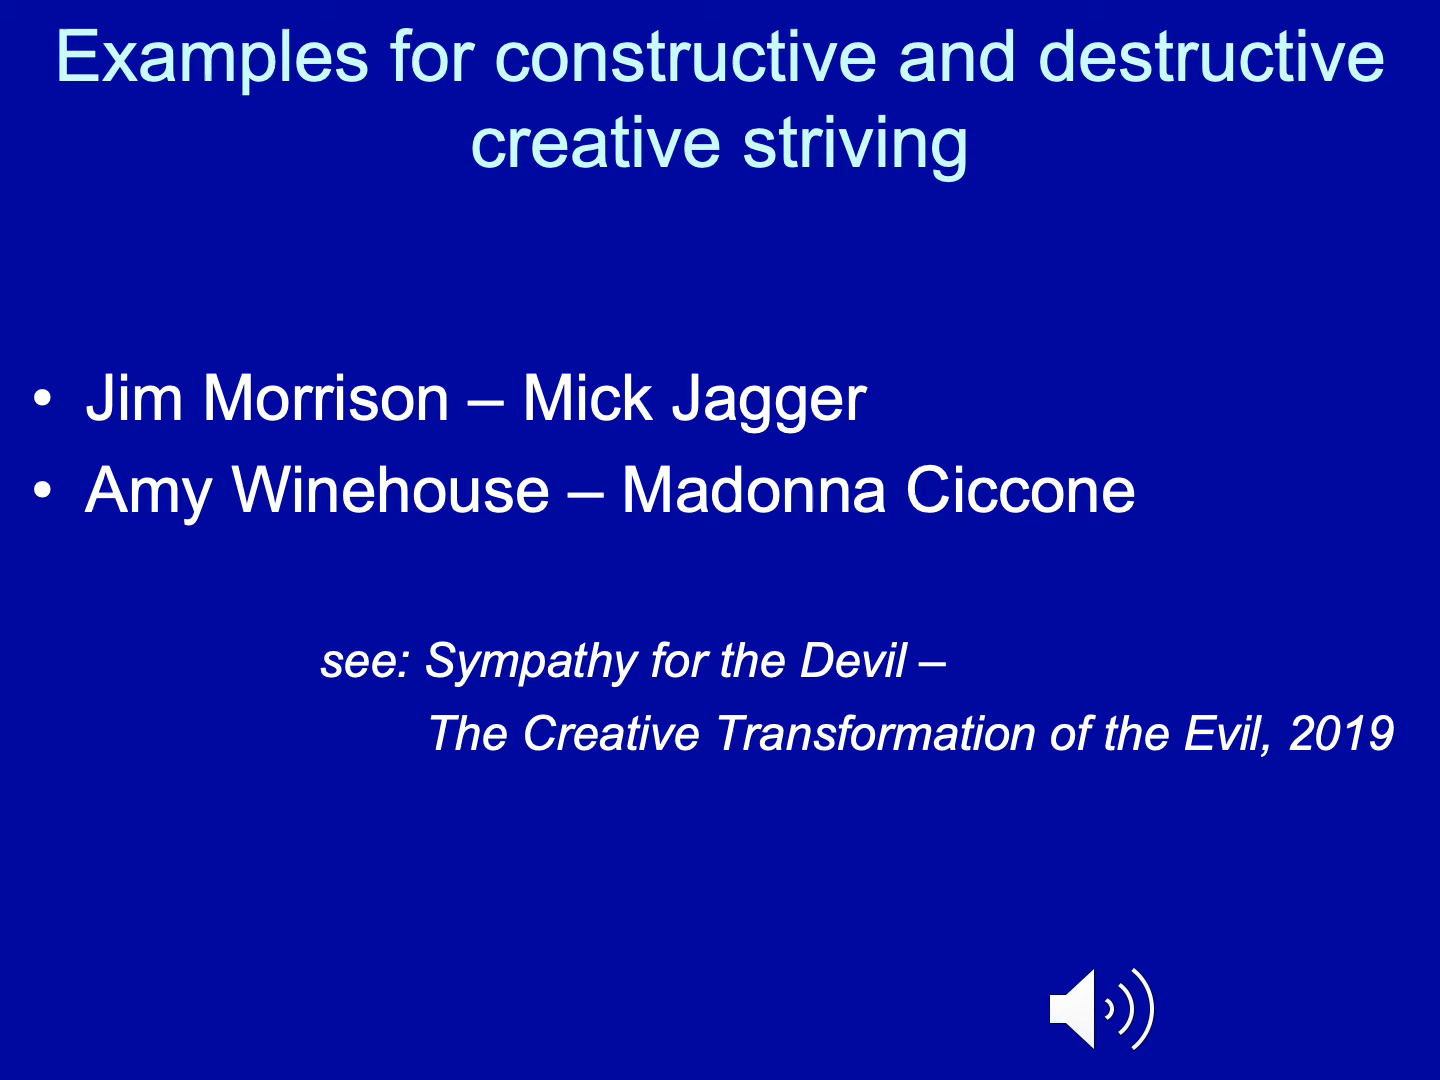 Examples for constructive and destructive
creative striving
• Jim Morrison – Mick Jagger
• Amy Winehouse – Madonna Ciccone
see: Sympathy for the Devil –
The Creative Transformation of the Evil, 2019